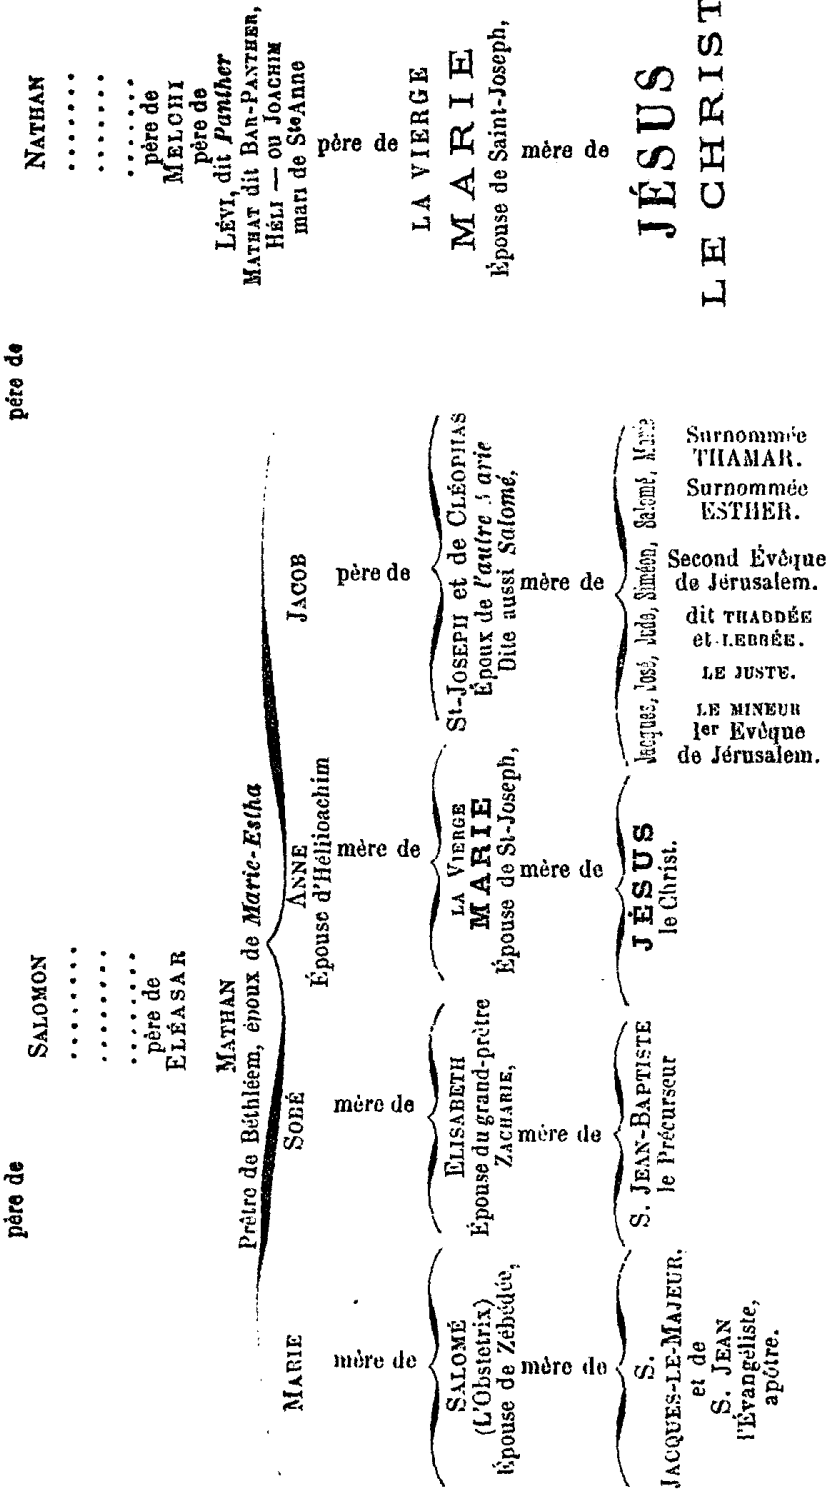 père de
père de
SALOMON
NATHAN
. . . . . . . .
. . . . . . . .
. . . . . . . .
père de
ELÉASAR
. . . . . . . .
. . . . . . . .
. . . . . . .
père de
MELCHI
père de
LÉVI, dit Panther
MATHAT dit BAR-PANTHER,
HÉLI — ou JOACHIM
mari de Ste Anne
MATHAN
Prêtre de Béthléem, époux de Marie-Estha
MARIE
SOBÉ
ANNE
Épouse d'Hélijoachim
JACOB
mère de
mère de
mère de
père de
père de
SALOMÉ
(L'Obstetrix)
Épouse de Zébédée,
ELISABETH
Épouse du grand-prêtre
ZACHARIE,
LA VIERGE
MARIE
Épouse de St-Joseph,
St-JOSEPH et de CLÉOPHAS
Époux de l'autre arie
Dite aussi Salomé,
LA VIERGE
MARIE
Épouse de Saint-Joseph,
mère de
mère de
mère de
mère de
mère de
S.
JACQUES-LE-MAJEUR.
et de
S. JEAN
l'Évangéliste,
apôtre.
S. JEAN-BAPTISTE
le Précurseur
JÉSUS
le Christ.
Jacques, José, Jude, Siméon, Salomé, Marie
LE MINEUR
1er Evêque
de Jérusalem.
LE JUSTE.
dit THADDÉE
et LEBBÉE.
Second Évêque
de Jérusalem.
Surnommée
ESTHER.
Surnommée
THAMAR.
JÉSUS
LE CHRIST